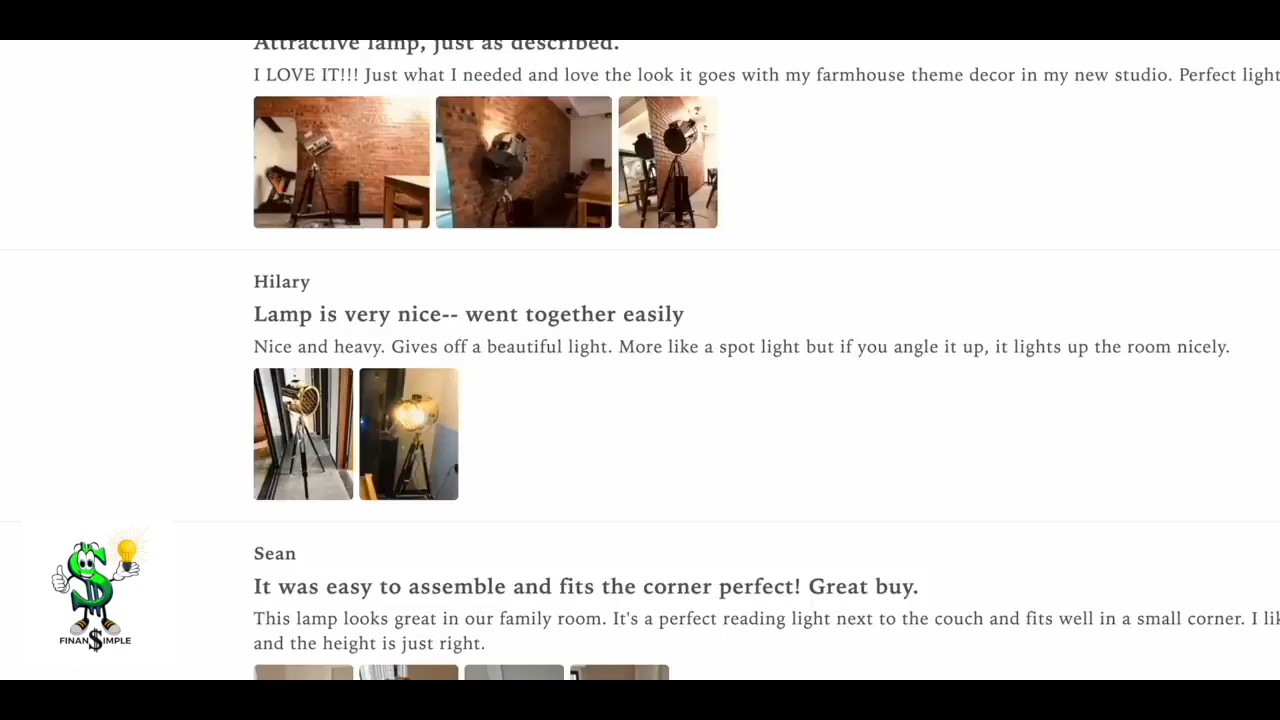 Attractive lamp, just as described.
I LOVE IT!!! Just what I needed and love the look it goes with my farmhouse theme decor in my new studio. Perfect light
Hilary
Lamp is very nice-- went together easily
Nice and heavy. Gives off a beautiful light. More like a spot light but if you angle it up, it lights up the room nicely.
Sean
It was easy to assemble and fits the corner perfect! Great buy.
This lamp looks great in our family room. It's a perfect reading light next to the couch and fits well in a small corner. I
and the height is just right.
FINAN$IMPLE